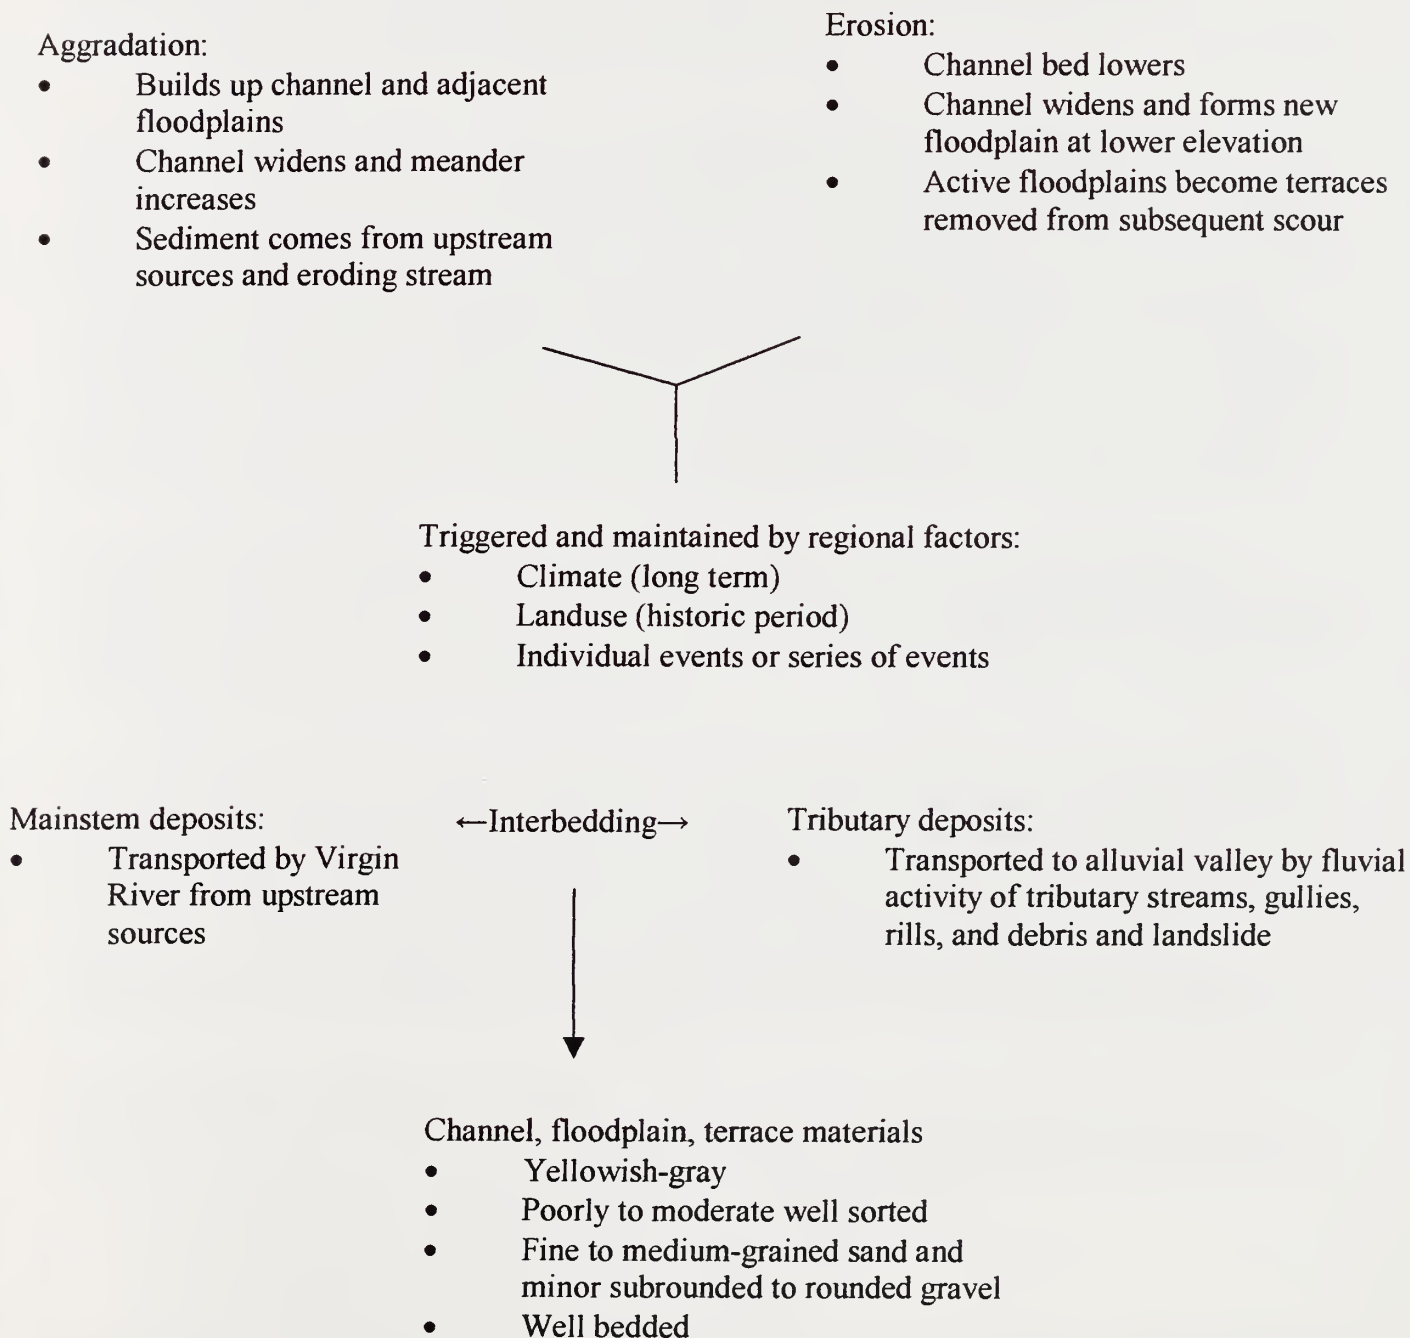 Aggradation:
• Builds up channel and adjacent
floodplains
• Channel widens and meander
increases
• Sediment comes from upstream
sources and eroding stream
Erosion:
• Channel bed lowers
• Channel widens and forms new
floodplain at lower elevation
• Active floodplains become terraces
removed from subsequent scour
Triggered and maintained by regional factors:
• Climate (long term)
• Landuse (historic period)
• Individual events or series of events
Mainstem deposits:
• Transported by Virgin
River from upstream
sources
←Interbedding→
Tributary deposits:
• Transported to alluvial valley by fluvial
activity of tributary streams, gullies,
rills, and debris and landslide
Channel, floodplain, terrace materials
• Yellowish-gray
• Poorly to moderate well sorted
• Fine to medium-grained sand and
minor subrounded to rounded gravel
• Well bedded